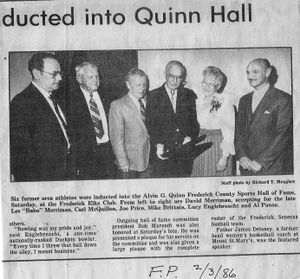 ducted into Quinn Hall
Staff photo by Richard T. Meagher
Six former area athletes were inducted into the Alvin G. Quinn Frederick County Sports Hall of Fame,
Saturday, at the Frederick Elks Club. From left to right are David Merriman, accepting for the late
Lee "Babo" Merriman, Carl McQuillen, Joe Price, Mike Britain, Lucy Englebrecht and Al Panas.
others.
"Bowling was my pride and joy,"
said Englebrecht, a one-time
nationally-ranked Duckpin bowler.
"Every time I threw that ball down
the alley, I meant business."
Outgoing hall of fame committee
president Bob Marendt was also
honored at Saturday's fete. He was
presented a plaque for his service on
the committee and was also given a
large plaque with the complete
roster of the Frederick Senecas
football team.
Father James Delaney, a former
head women's basketball coach at
Mount St.Mary's, was the featured
speaker.
F.P. 2/3/86